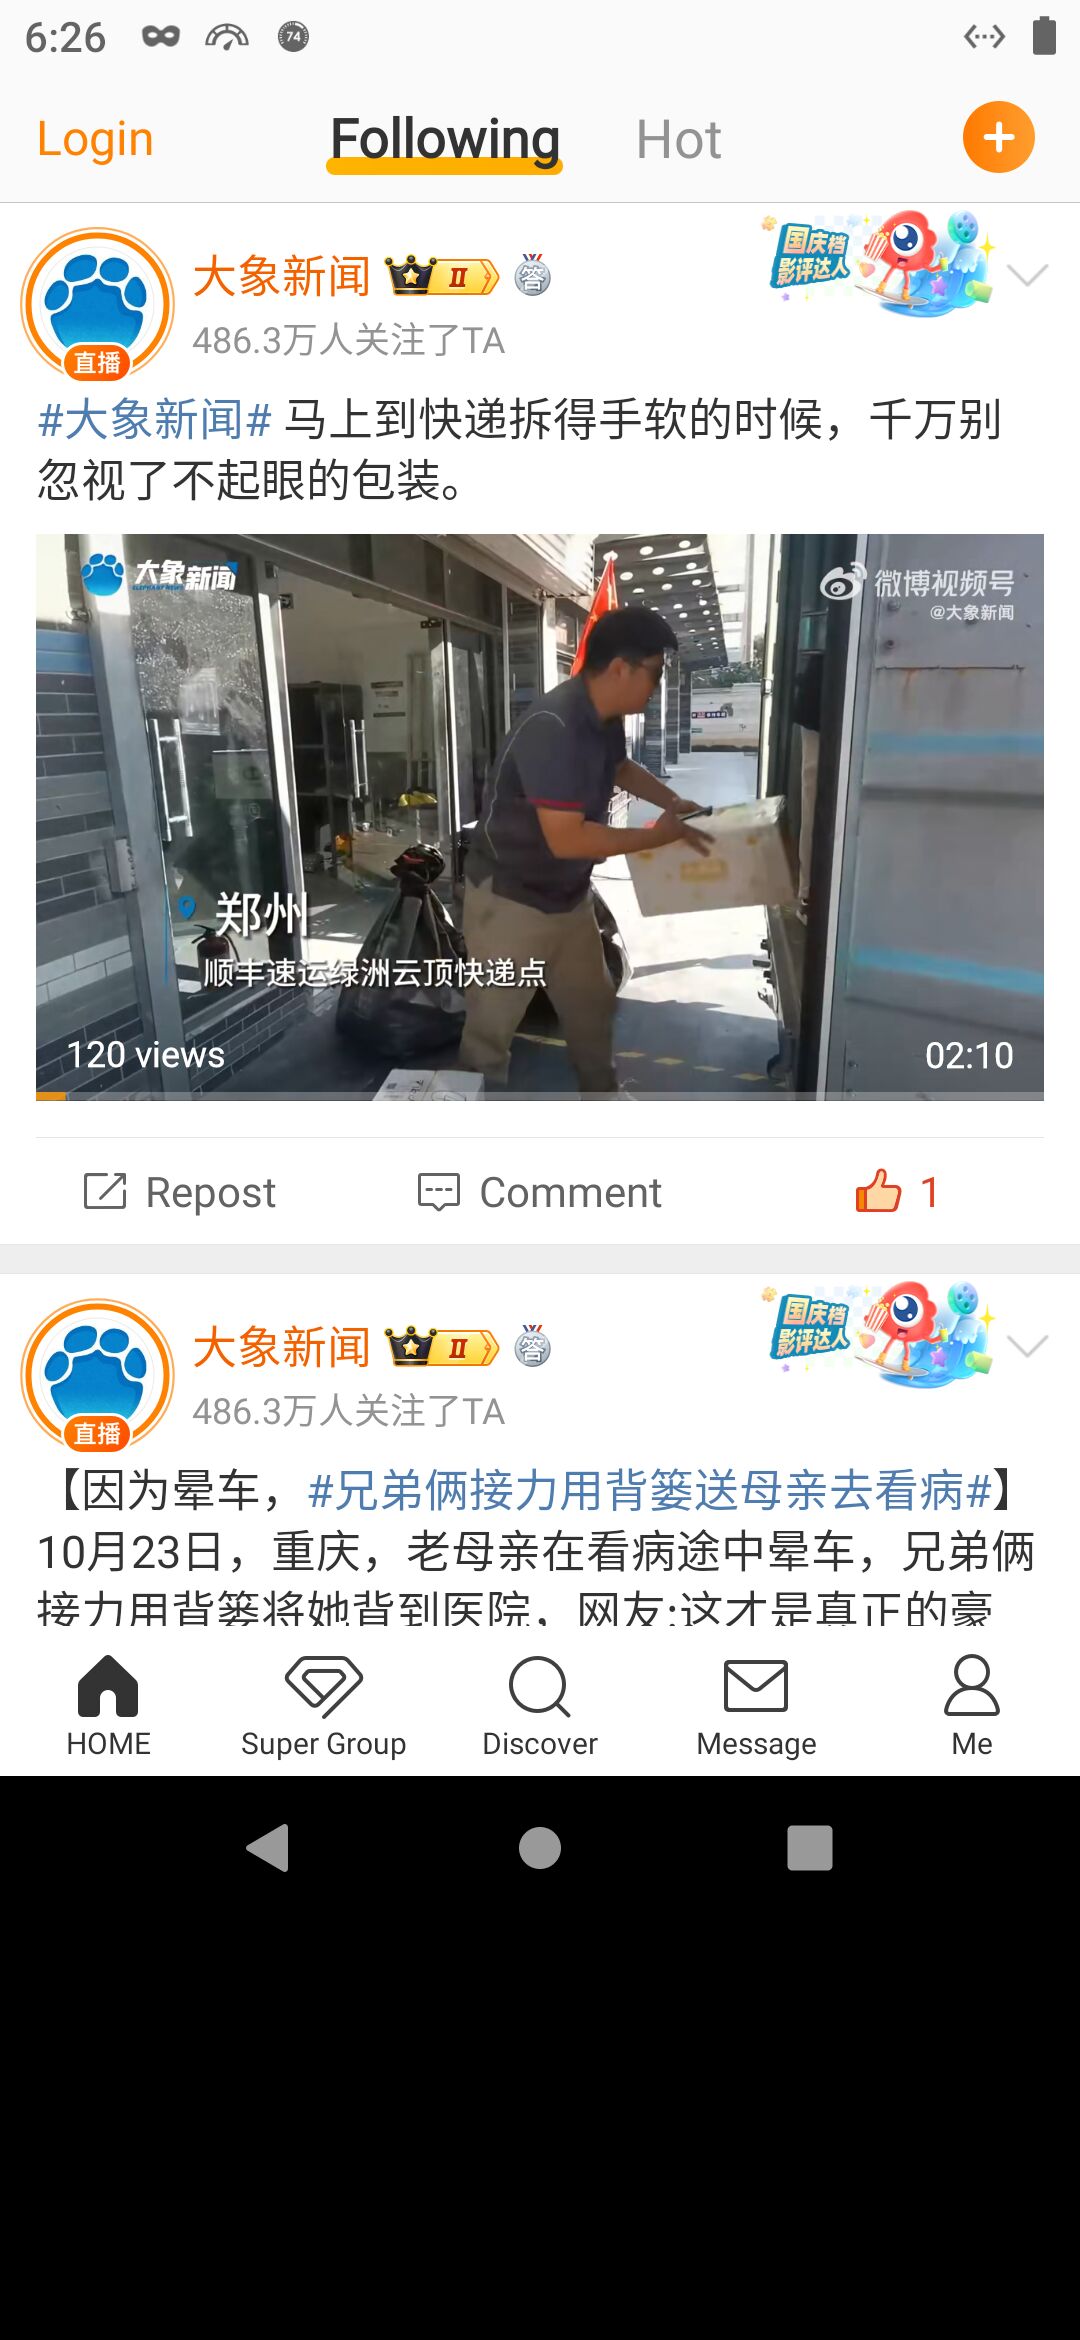 6:26
74
Login
Following
Hot
大象新闻
II
答
国庆档
影评达人
486.3万人关注了TA
直播
#大象新闻# 马上到快递拆得手软的时候，千万别
忽视了不起眼的包装。
大象新闻
ELEPHANT NEWS
微博视频号
@大象新闻
郑州
顺丰速运绿洲云顶快递点
120 views
02:10
Repost
Comment
1
大象新闻
II
答
国庆档
影评达人
486.3万人关注了TA
直播
【因为晕车，#兄弟俩接力用背篓送母亲去看病#】
10月23日，重庆，老母亲在看病途中晕车，兄弟俩
接力用背篓将她背到医院，网友:这才是真正的豪
HOME
Super Group
Discover
Message
Me